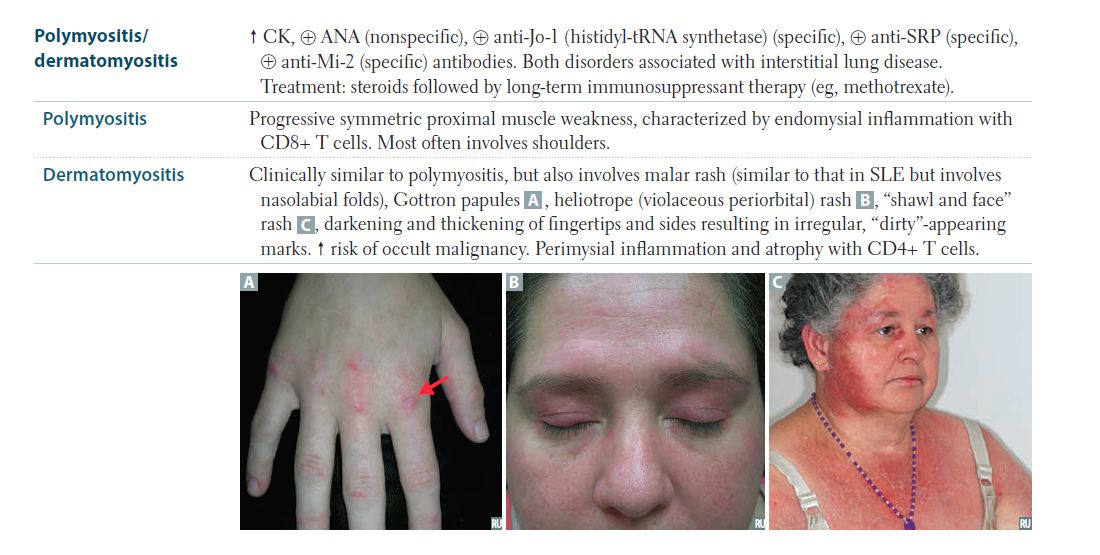 Polymyositis/
dermatomyositis
↑ CK, ⊕ ANA (nonspecific), ⊕ anti-Jo-1 (histidyl-tRNA synthetase) (specific), ⊕ anti-SRP (specific),
⊕ anti-Mi-2 (specific) antibodies. Both disorders associated with interstitial lung disease.
Treatment: steroids followed by long-term immunosuppressant therapy (eg, methotrexate).
Polymyositis
Progressive symmetric proximal muscle weakness, characterized by endomysial inflammation with
CD8+ T cells. Most often involves shoulders.
Dermatomyositis
Clinically similar to polymyositis, but also involves malar rash (similar to that in SLE but involves
nasolabial folds), Gottron papules A, heliotrope (violaceous periorbital) rash B, “shawl and face”
rash C, darkening and thickening of fingertips and sides resulting in irregular, “dirty”-appearing
marks. ↑ risk of occult malignancy. Perimysial inflammation and atrophy with CD4+ T cells.
A
B
C
RU
RU
RU